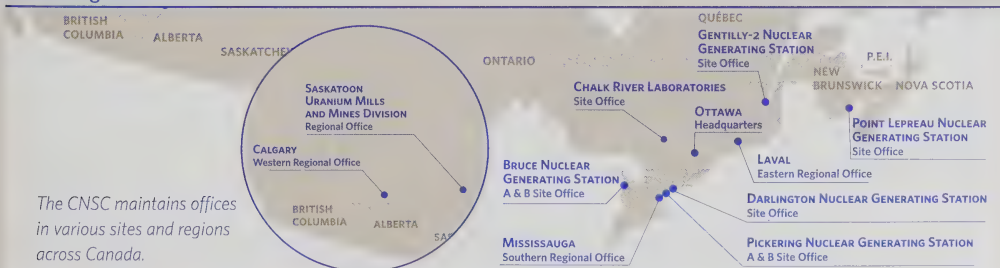 BRITISH
COLUMBIA
ALBERTA
SASKATCHE
ONTARIO
QUÉBEC
GENTILLY-2 NUCLEAR
GENERATING STATION
Site Office
P.E.I.
NEW
BRUNSWICK
NOVA SCOTIA
SASKATOON
URANIUM MILLS
AND MINES DIVISION
Regional Office
CALGARY
Western Regional Office
BRITISH
COLUMBIA
ALBERTA
SAS
CHALK RIVER LABORATORIES
Site Office
OTTAWA
Headquarters
POINT LEPREAU NUCLEAR
GENERATING STATION
Site Office
BRUCE NUCLEAR
GENERATING STATION
A & B Site Office
LAVAL
Eastern Regional Office
DARLINGTON NUCLEAR GENERATING STATION
Site Office
MISSISSAUGA
Southern Regional Office
PICKERING NUCLEAR GENERATING STATION
A & B Site Office
The CNSC maintains offices
in various sites and regions
across Canada.